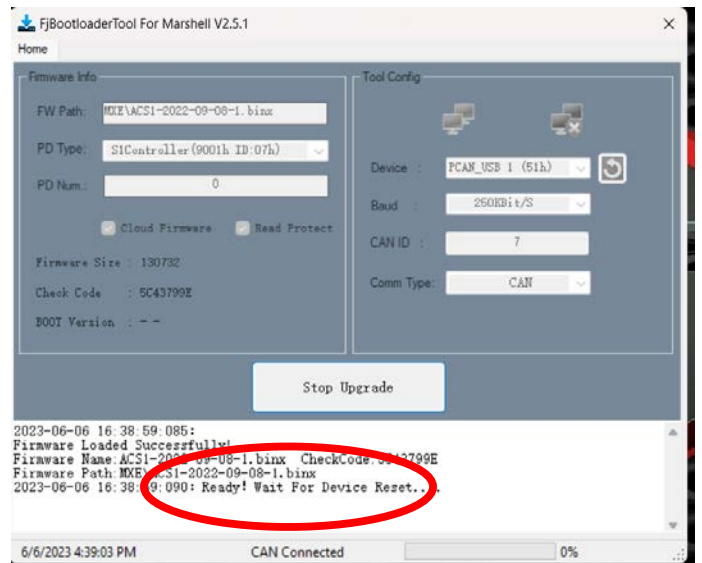 FjBootloaderTool For Marshell V2.5.1
Home
Firmware Info
FW Path: MXE\ACS1-2022-09-08-1.binx
PD Type: S1Controller(9001h ID:07h)
PD Num.: 0
Cloud Firmware Read Protect
Firmware Size : 130732
Check Code : 5C43799E
BOOT Version : - -
Tool Config
Device : PCAN_USB 1 (51h)
Baud : 250KBit/S
CAN ID : 7
Comm Type: CAN
Stop Upgrade
2023-06-06 16:38:59:085:
Firmware Loaded Successfully!
Firmware Name:ACS1-2022-09-08-1.binx CheckCode:5C43799E
Firmware Path:MXE\ACS1-2022-09-08-1.binx
2023-06-06 16:38:59:090: Ready! Wait For Device Reset....
6/6/2023 4:39:03 PM CAN Connected 0%